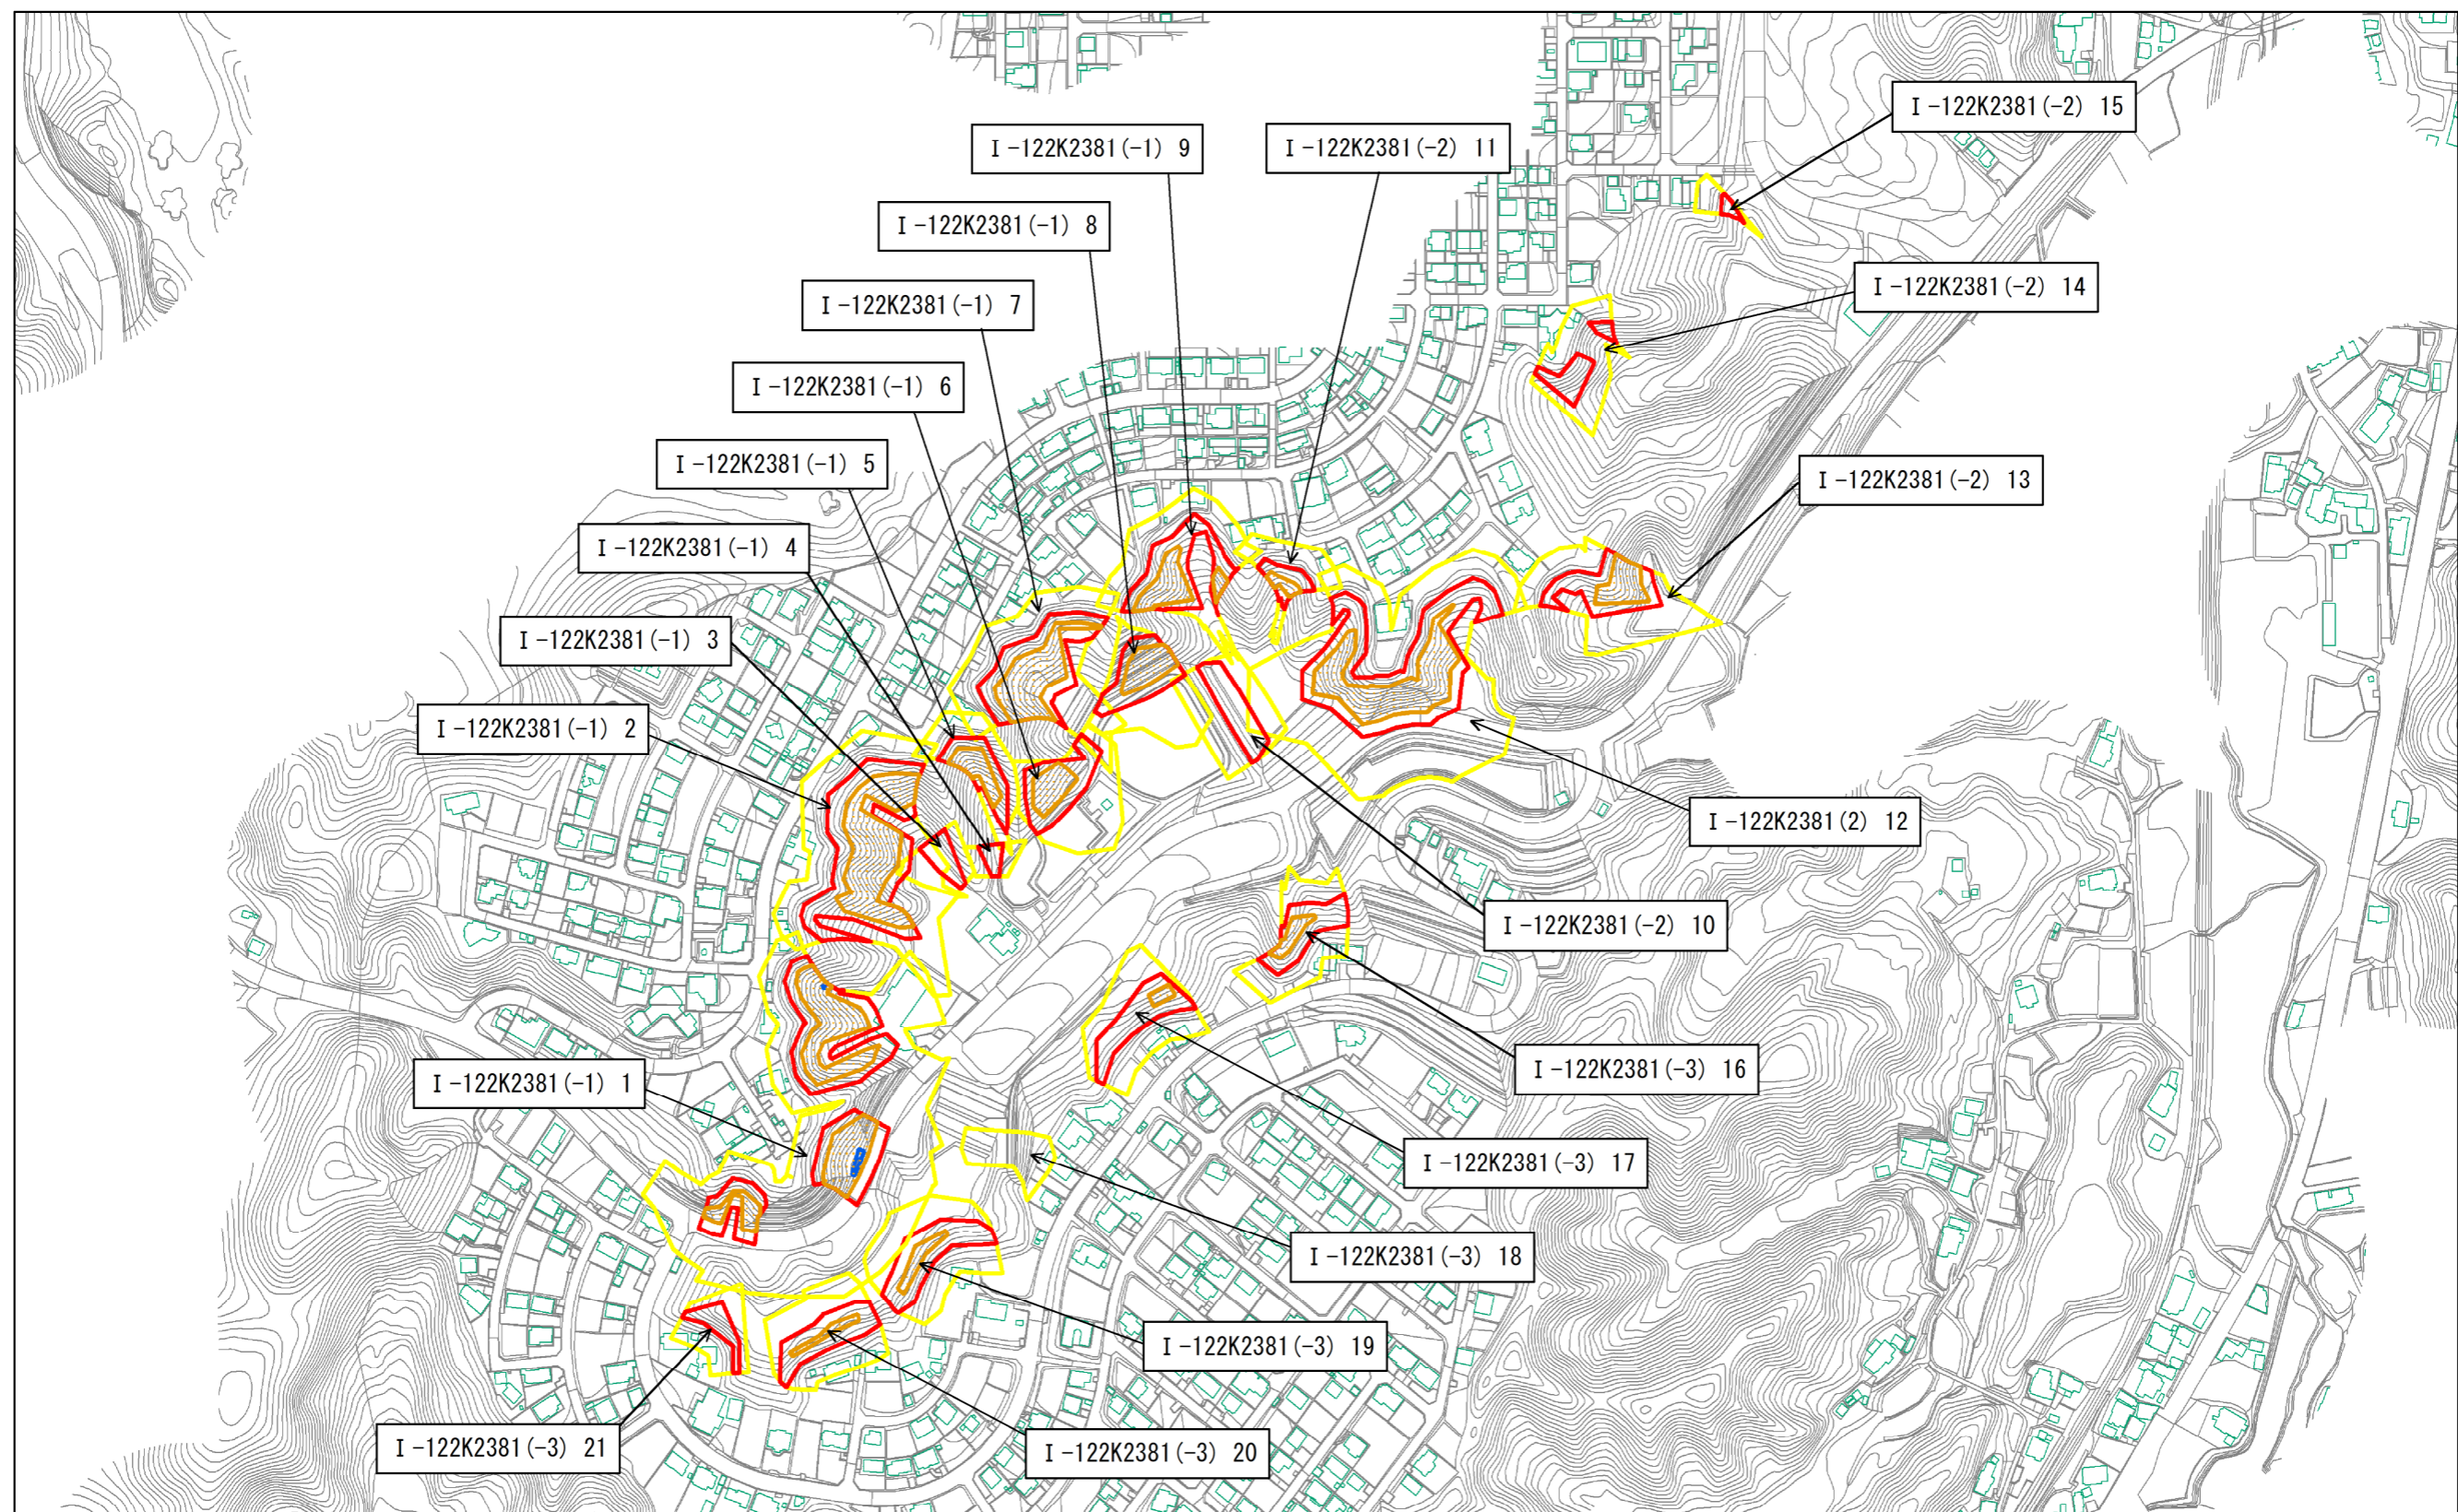 Ⅰ-122K2381(-2) 15
Ⅰ-122K2381(-1) 9
Ⅰ-122K2381(-2) 11
Ⅰ-122K2381(-1) 8
Ⅰ-122K2381(-2) 14
Ⅰ-122K2381(-1) 7
Ⅰ-122K2381(-1) 6
Ⅰ-122K2381(-1) 5
Ⅰ-122K2381(-2) 13
Ⅰ-122K2381(-1) 4
Ⅰ-122K2381(-1) 3
Ⅰ-122K2381(-1) 2
Ⅰ-122K2381(2) 12
Ⅰ-122K2381(-2) 10
Ⅰ-122K2381(-3) 16
Ⅰ-122K2381(-1) 1
Ⅰ-122K2381(-3) 17
Ⅰ-122K2381(-3) 18
Ⅰ-122K2381(-3) 19
Ⅰ-122K2381(-3) 21
Ⅰ-122K2381(-3) 20